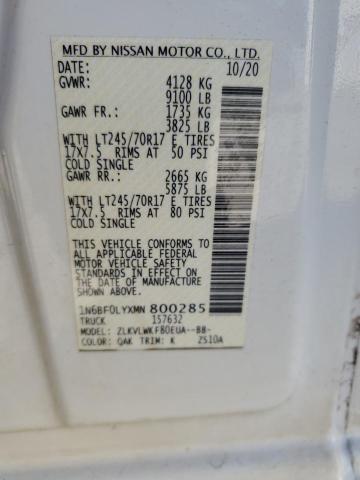 MFD BY NISSAN MOTOR CO., LTD.
DATE: 10/20
GVWR: 4128 KG
9100 LB
GAWR FR: 1735 KG
3825 LB
WITH LT245/70R17 E TIRES
17X7.5 RIMS AT 50 PSI
COLD SINGLE
GAWR RR: 2665 KG
5875 LB
WITH LT245/70R17 E TIRES
17X7.5 RIMS AT 80 PSI
COLD SINGLE
THIS VEHICLE CONFORMS TO
ALL APPLICABLE FEDERAL
MOTOR VEHICLE SAFETY
STANDARDS IN EFFECT ON
THE DATE OF MANUFACTURE
SHOWN ABOVE.
1N6BF0LYXMN 800285
TRUCK 157632
MODEL: ZLKVLWKF80EUA--BB-
COLOR: QAK TRIM: K ZS10A